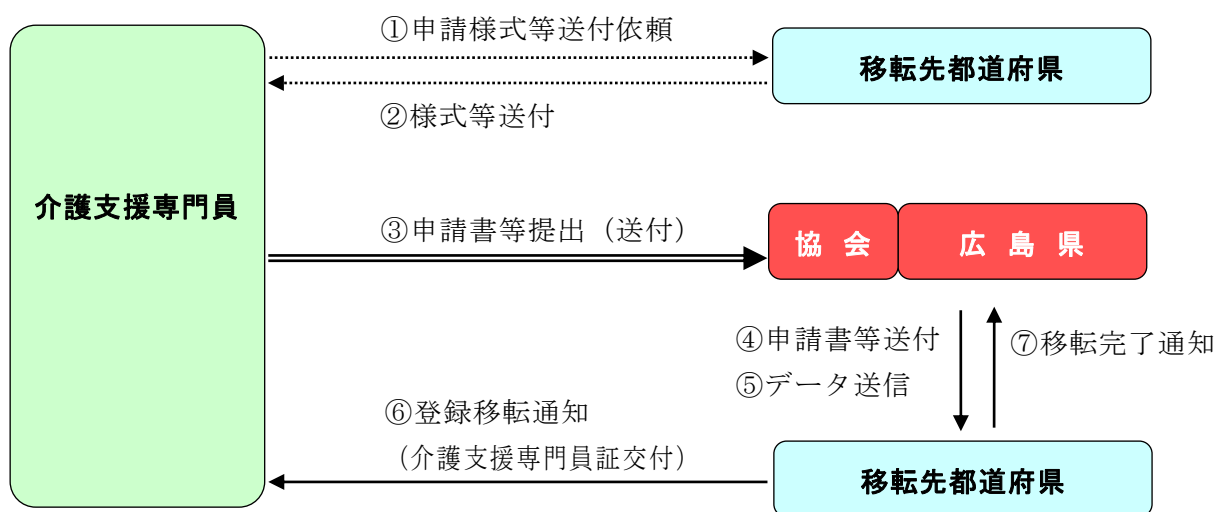 ①申請様式等送付依頼
移転先都道府県
②様式等送付
介護支援専門員
③申請書等提出（送付）
協 会
広 島 県
④申請書等送付
⑦移転完了通知
⑤データ送信
⑥登録移転通知
（介護支援専門員証交付）
移転先都道府県